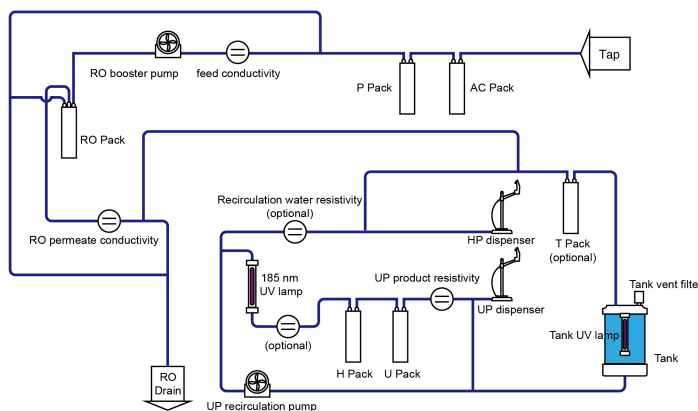 Tap
RO booster pump
feed conductivity
P Pack
AC Pack
RO Pack
Recirculation water resistivity
(optional)
HP dispenser
T Pack
(optional)
RO permeate conductivity
185 nm
UV lamp
UP product resistivity
UP dispenser
Tank vent filte
(optional)
Tank UV lamp
H Pack
U Pack
Tank
RO
Drain
UP recirculation pump